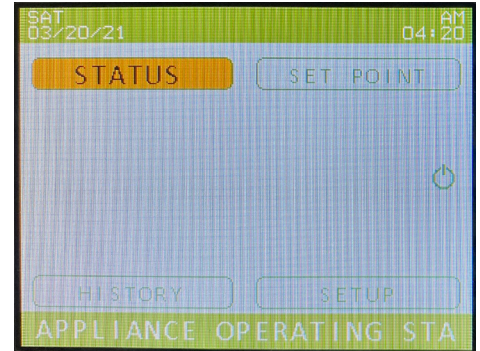 SAT AM
03/20/21 04:20
STATUS SET POINT
HISTORY SETUP
APPLIANCE OPERATING STA